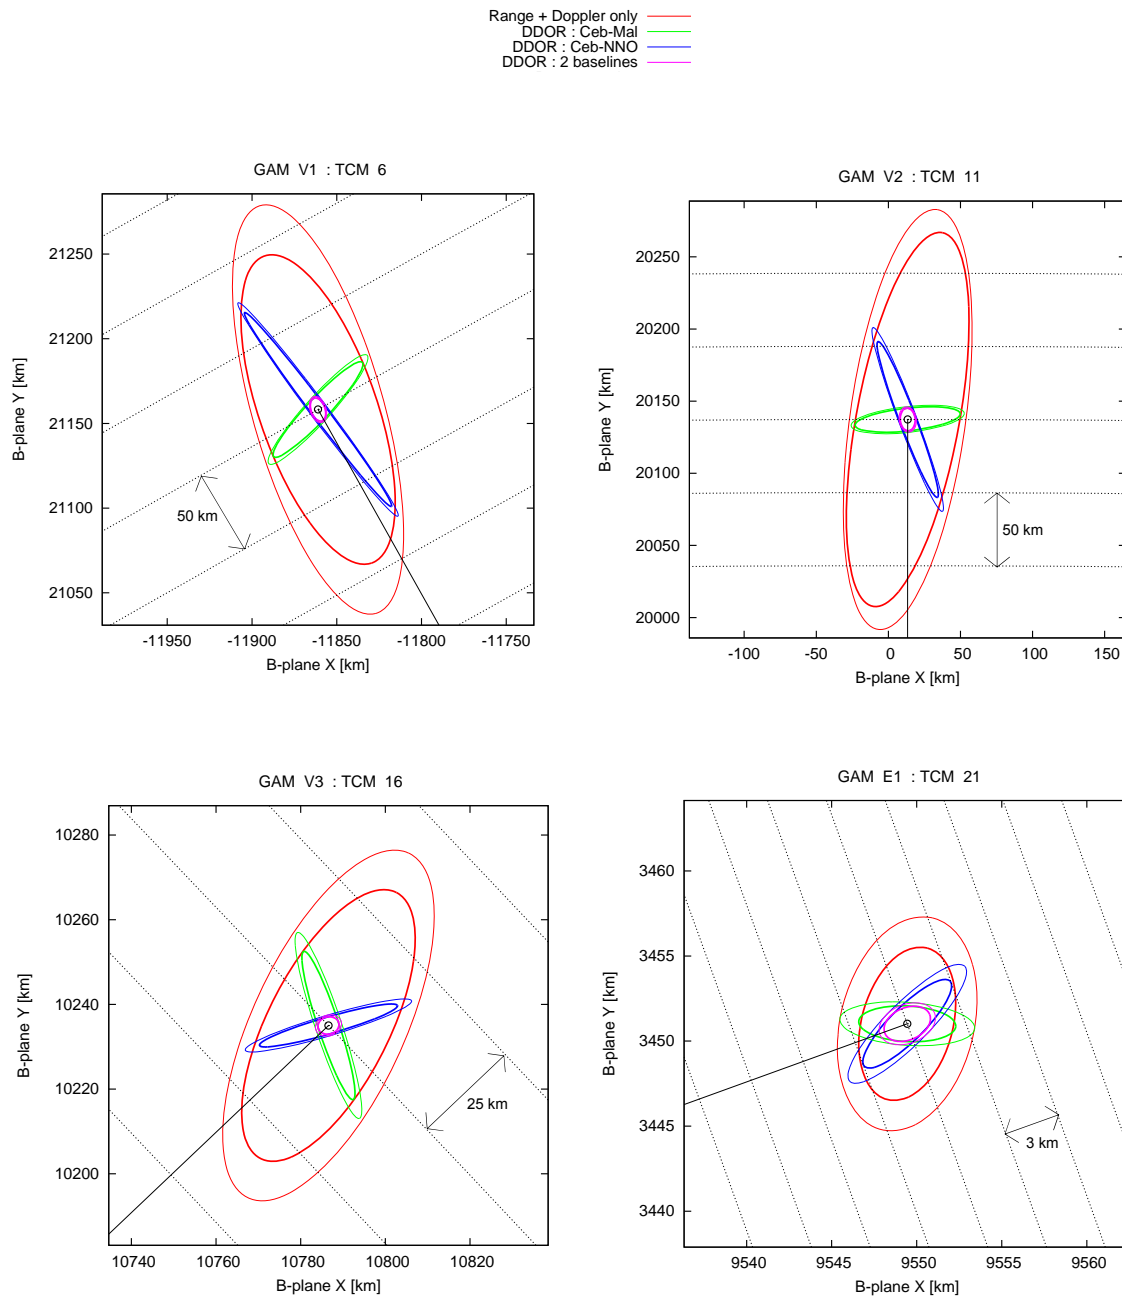 Range + Doppler only
DDOR : Ceb-Mal
DDOR : Ceb-NNO
DDOR : 2 baselines
GAM V1 : TCM 6
B-plane Y [km]
21250
21200
21150
21100
21050
50 km
-11950 -11900 -11850 -11800 -11750
B-plane X [km]
GAM V2 : TCM 11
B-plane Y [km]
20250
20200
20150
20100
20050
20000
50 km
-100 -50 0 50 100 150
B-plane X [km]
GAM V3 : TCM 16
B-plane Y [km]
10280
10260
10240
10220
10200
25 km
10740 10760 10780 10800 10820
B-plane X [km]
GAM E1 : TCM 21
B-plane Y [km]
3460
3455
3450
3445
3440
3 km
9540 9545 9550 9555 9560
B-plane X [km]